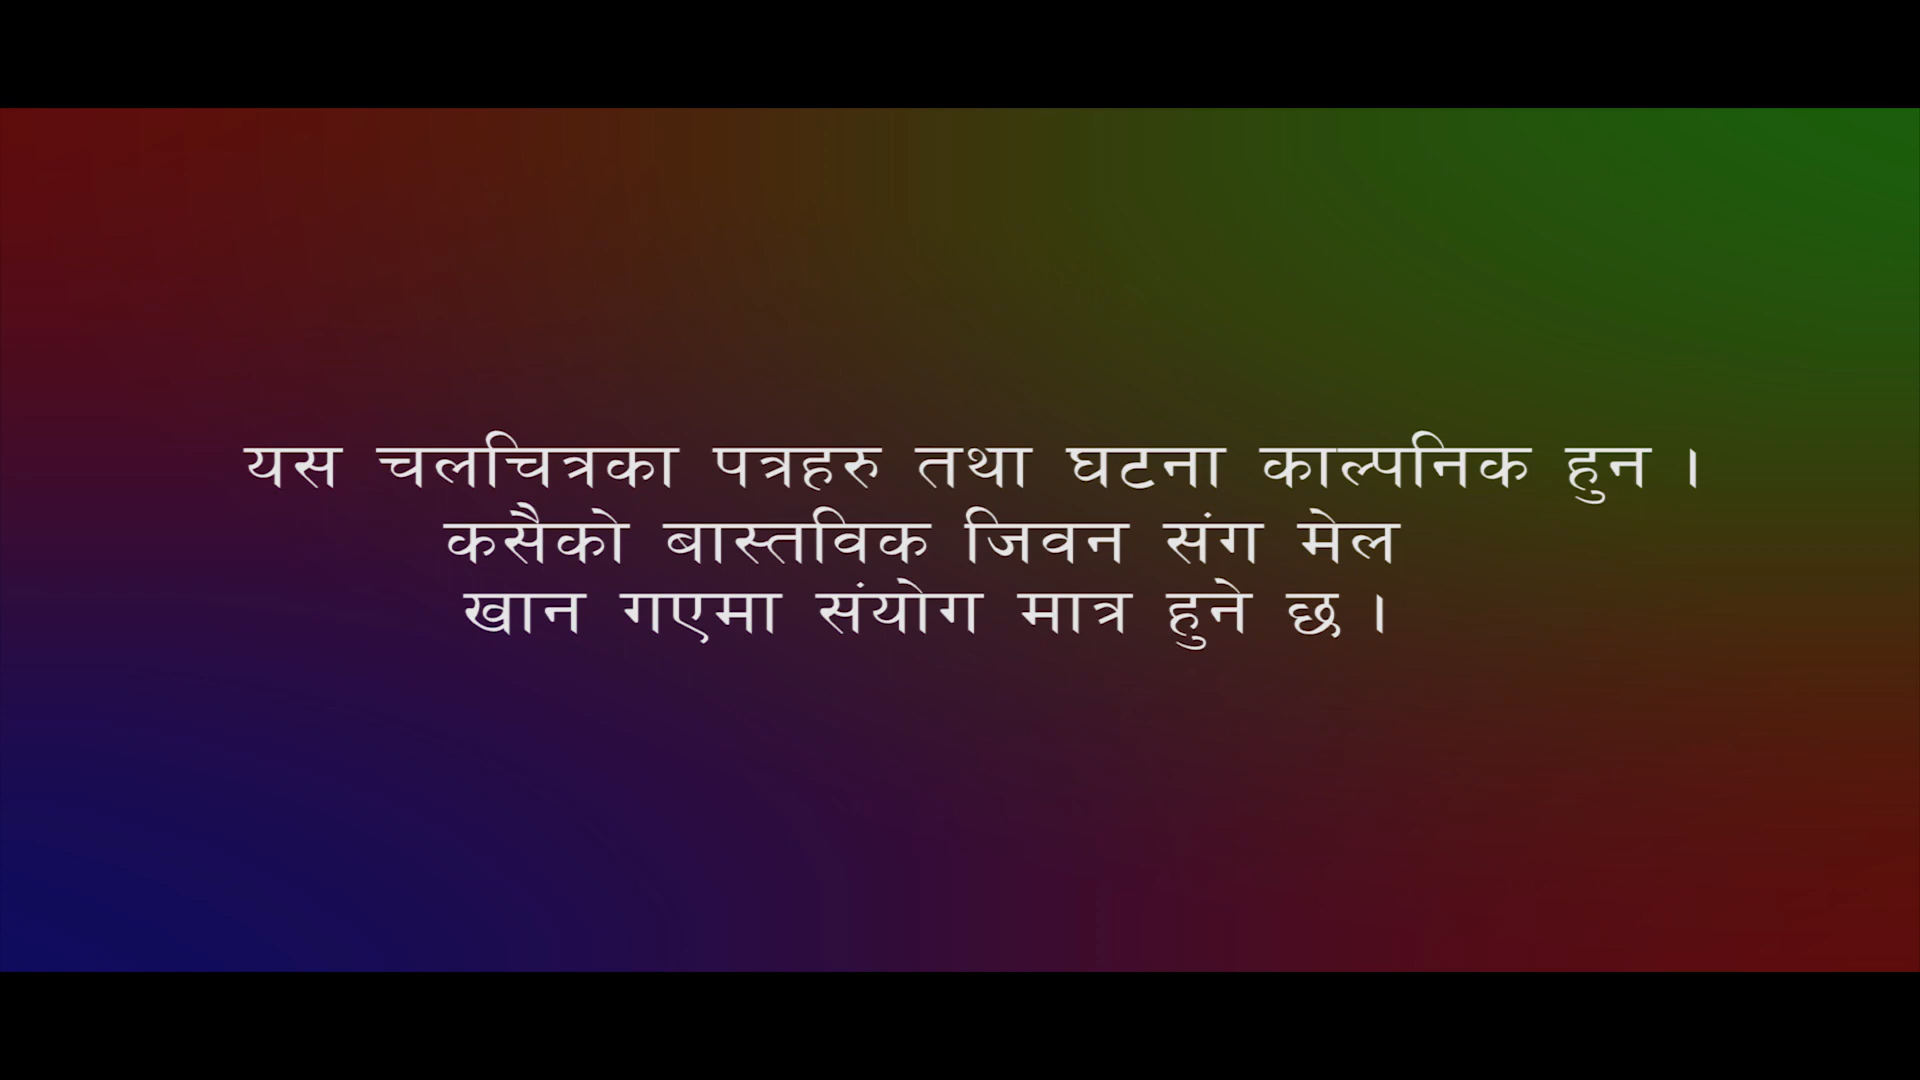 यस चलचित्रका पत्रहरु तथा घटना काल्पनिक हुन ।
कसैको बास्तविक जिवन संग मेल
खान गएमा संयोग मात्र हुने छ ।